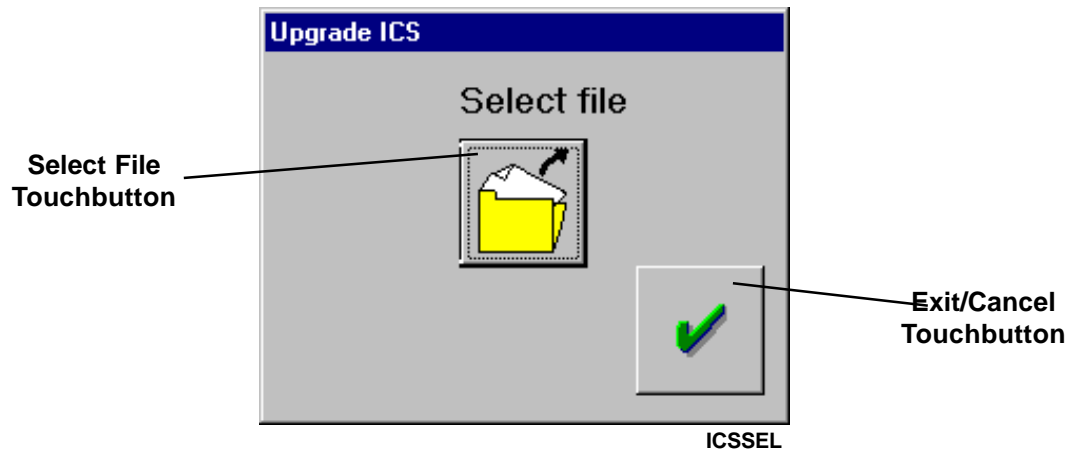 Upgrade ICS
Select file
Select File
Touchbutton
Exit/Cancel
Touchbutton
ICSSEL